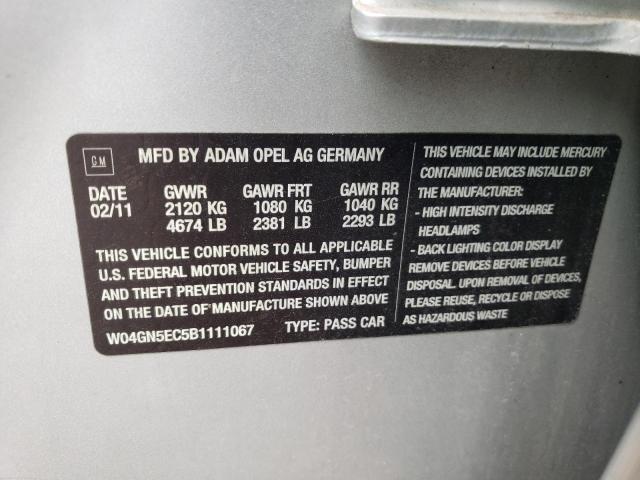 GM
MFD BY ADAM OPEL AG GERMANY
DATE GVWR GAWR FRT GAWR RR
02/11 2120 KG 1080 KG 1040 KG
4674 LB 2381 LB 2293 LB
THIS VEHICLE CONFORMS TO ALL APPLICABLE
U.S. FEDERAL MOTOR VEHICLE SAFETY, BUMPER
AND THEFT PREVENTION STANDARDS IN EFFECT
ON THE DATE OF MANUFACTURE SHOWN ABOVE
W04GN5EC5B1111067 TYPE: PASS CAR
THIS VEHICLE MAY INCLUDE MERCURY
CONTAINING DEVICES INSTALLED BY
THE MANUFACTURER:
- HIGH INTENSITY DISCHARGE
HEADLAMPS
- BACK LIGHTING COLOR DISPLAY
REMOVE DEVICES BEFORE VEHICLE
DISPOSAL. UPON REMOVAL OF DEVICES,
PLEASE REUSE, RECYCLE OR DISPOSE
AS HAZARDOUS WASTE